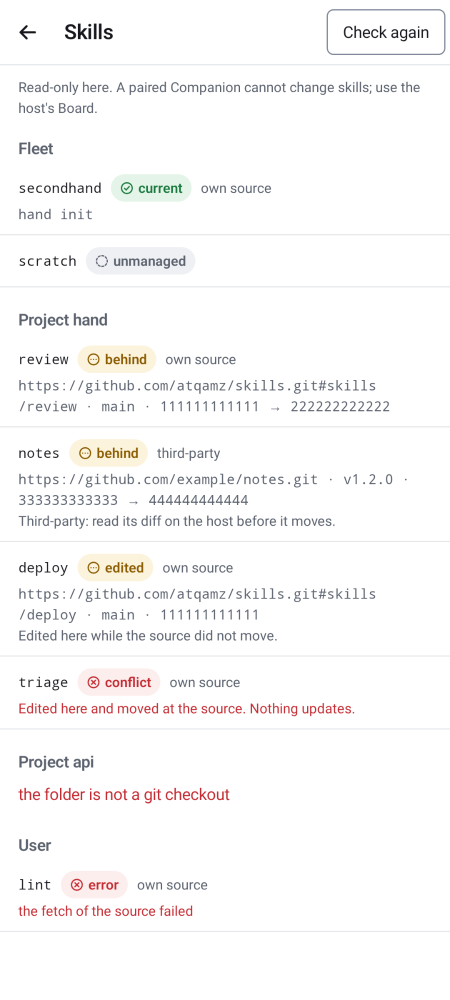 Skills
Check again
Read-only here. A paired Companion cannot change skills; use the
host's Board.
Fleet
secondhand current own source
hand init
scratch unmanaged
Project hand
review behind own source
https://github.com/atqamz/skills.git#skills
/review · main · 111111111111 → 222222222222
notes behind third-party
https://github.com/example/notes.git · v1.2.0 ·
333333333333 → 444444444444
Third-party: read its diff on the host before it moves.
deploy edited own source
https://github.com/atqamz/skills.git#skills
/deploy · main · 111111111111
Edited here while the source did not move.
triage conflict own source
Edited here and moved at the source. Nothing updates.
Project api
the folder is not a git checkout
User
lint error own source
the fetch of the source failed